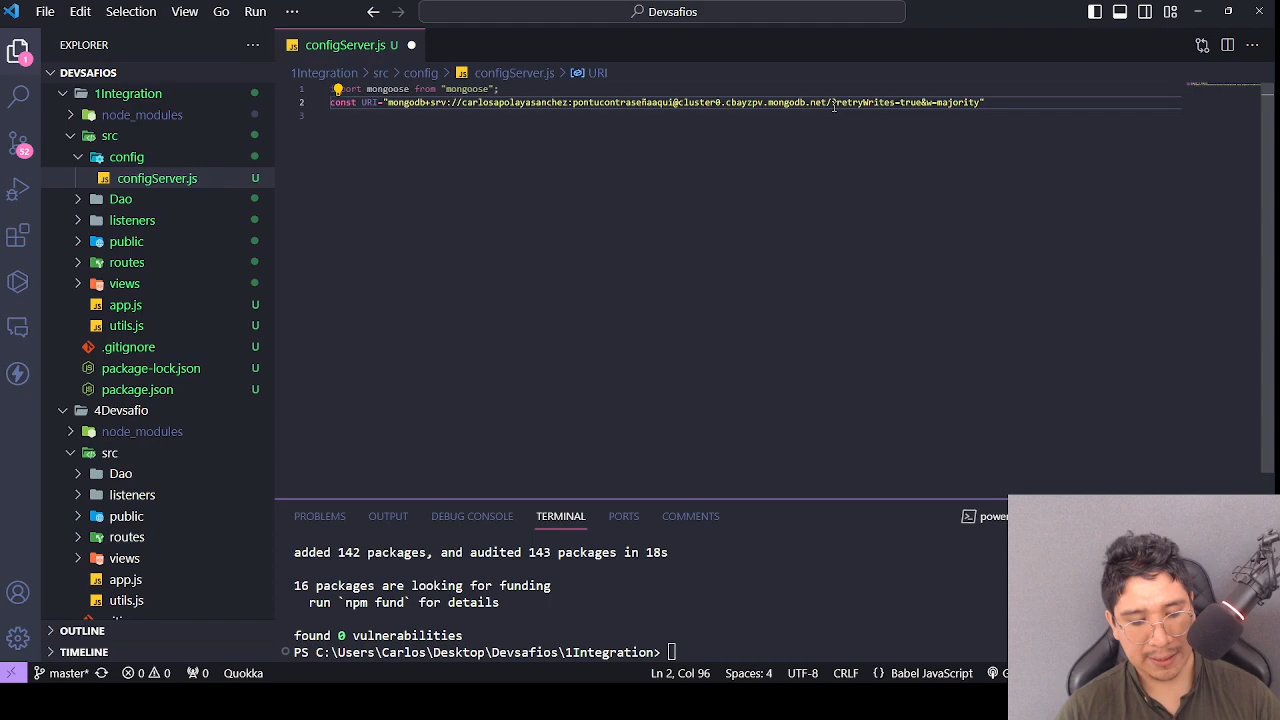 File Edit Selection View Go Run ···
Devsafios
EXPLORER
configServer.js U
DEVSAFIOS
1Integration > src > config > configServer.js > URI
1Integration
1 import mongoose from "mongoose";
node_modules
2 const URI="mongodb+srv://carlosapolayasanchez:pontucontraseñaaqui@cluster0.cbayzpv.mongodb.net/?retryWrites=true&w=majority"
src
3
config
configServer.js U
Dao
listeners
public
routes
views
app.js U
utils.js U
.gitignore U
package-lock.json U
package.json U
4Devsafio
node_modules
src
Dao
listeners
public
routes
views
app.js
utils.js
OUTLINE
TIMELINE
1
52
PROBLEMS OUTPUT DEBUG CONSOLE TERMINAL PORTS COMMENTS
added 142 packages, and audited 143 packages in 18s
16 packages are looking for funding
run `npm fund` for details
found 0 vulnerabilities
PS C:\Users\Carlos\Desktop\Devsafios\1Integration>
master* 0 0 0 Quokka Ln 2, Col 96 Spaces: 4 UTF-8 CRLF {} Babel JavaScript